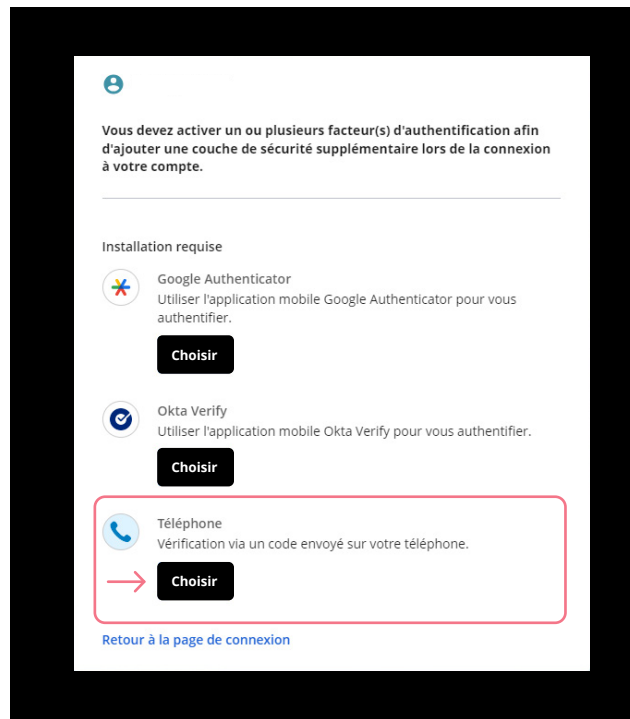 Vous devez activer un ou plusieurs facteur(s) d'authentification afin
d'ajouter une couche de sécurité supplémentaire lors de la connexion
à votre compte.
Installation requise
Google Authenticator
Utiliser l'application mobile Google Authenticator pour vous
authentifier.
Choisir
Okta Verify
Utiliser l'application mobile Okta Verify pour vous authentifier.
Choisir
Téléphone
Vérification via un code envoyé sur votre téléphone.
Choisir
Retour à la page de connexion